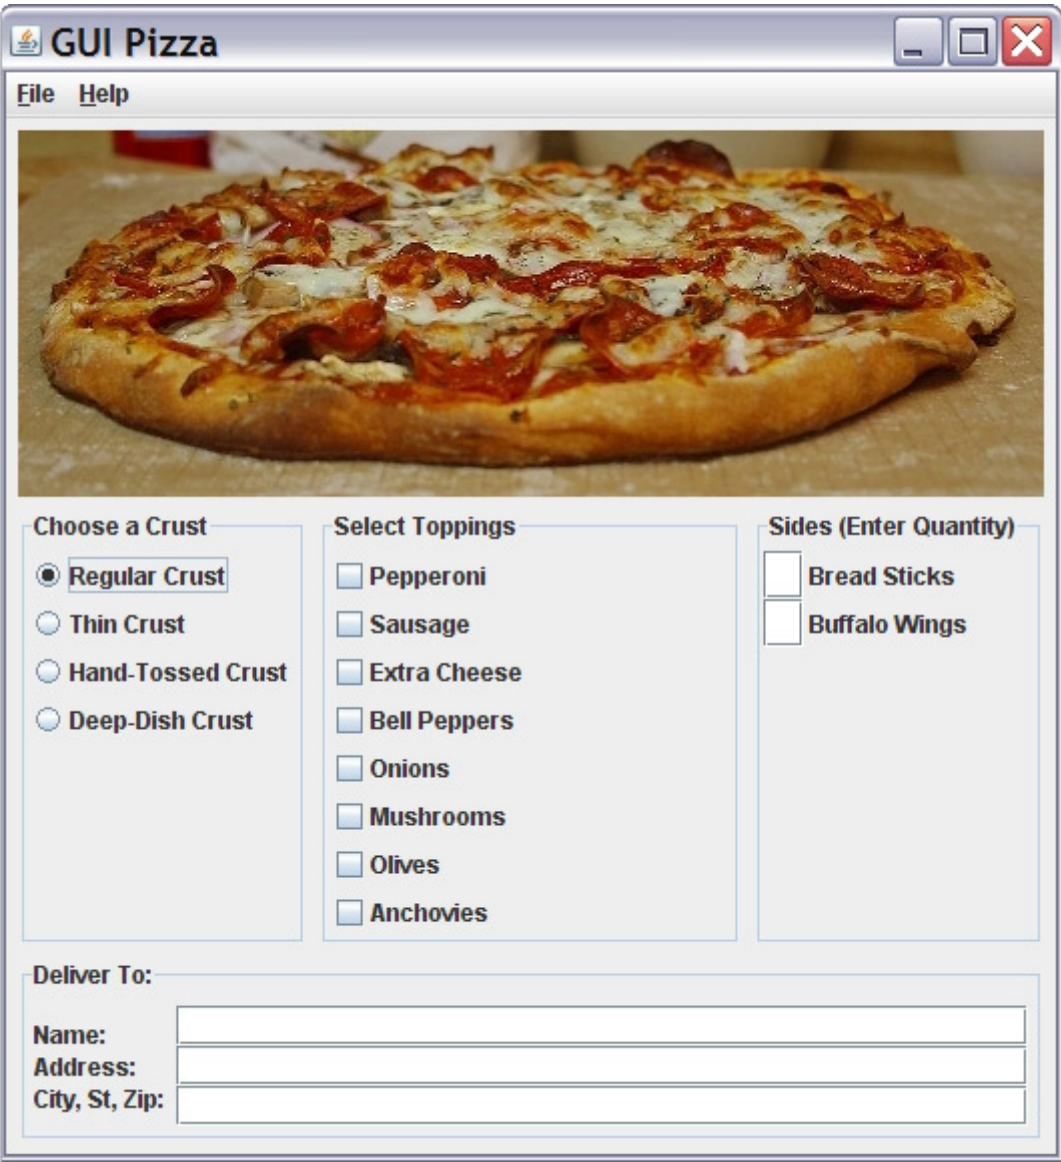 GUI Pizza
File Help
Choose a Crust
Regular Crust
Thin Crust
Hand-Tossed Crust
Deep-Dish Crust
Select Toppings
Pepperoni
Sausage
Extra Cheese
Bell Peppers
Onions
Mushrooms
Olives
Anchovies
Sides (Enter Quantity)
Bread Sticks
Buffalo Wings
Deliver To:
Name:
Address:
City, St, Zip: